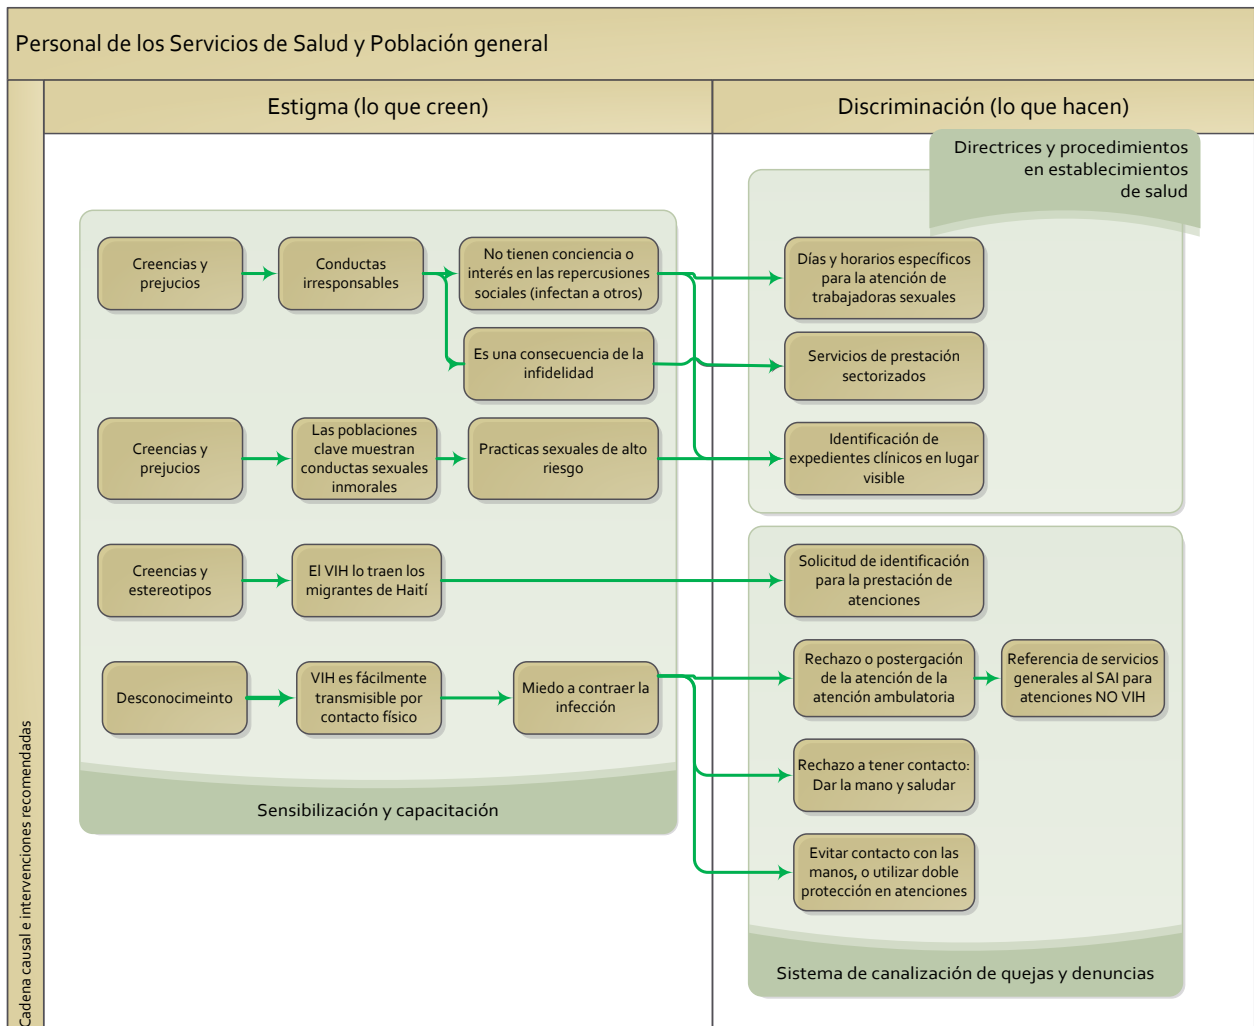 Personal de los Servicios de Salud y Población general
Cadena causal e intervenciones recomendadas
Estigma (lo que creen)
Discriminación (lo que hacen)
Directrices y procedimientos
en establecimientos
de salud
Creencias y
prejucios
Conductas
irresponsables
No tienen conciencia o
interés en las repercusiones
sociales (infectan a otros)
Días y horarios específicos
para la atención de
trabajadoras sexuales
Es una consecuencia de la
infidelidad
Servicios de prestación
sectorizados
Creencias y
prejucios
Las poblaciones
clave muestran
conductas sexuales
inmorales
Practicas sexuales de alto
riesgo
Identificación de
expedientes clínicos en lugar
visible
Creencias y
estereotipos
El VIH lo traen los
migrantes de Haití
Solicitud de identificación
para la prestación de
atenciones
Desconocimeinto
VIH es fácilmente
transmisible por
contacto físico
Miedo a contraer la
infección
Rechazo o postergación
de la atención de la
atención ambulatoria
Referencia de servicios
generales al SAI para
atenciones NO VIH
Rechazo a tener contacto:
Dar la mano y saludar
Evitar contacto con las
manos, o utilizar doble
protección en atenciones
Sensibilización y capacitación
Sistema de canalización de quejas y denuncias